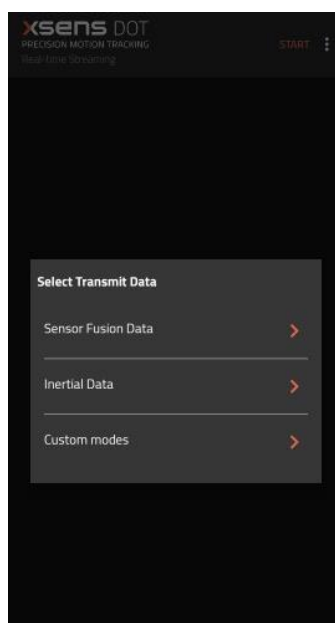 xsens DOT
PRECISION MOTION TRACKING
START
Real-time Streaming
Select Transmit Data
Sensor Fusion Data
Inertial Data
Custom modes